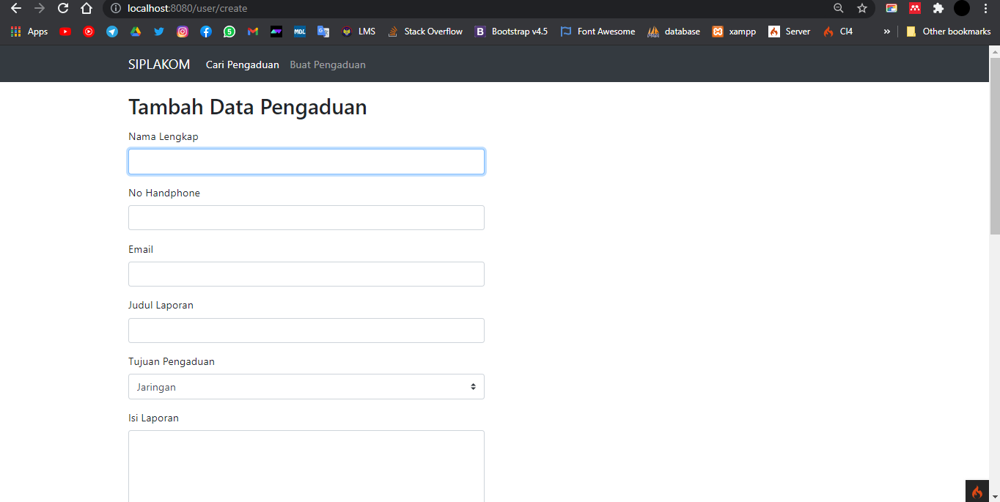 localhost:8080/user/create
Apps MDL LMS Stack Overflow B Bootstrap v4.5 Font Awesome database xampp Server CI4 » Other bookmarks
SIPLAKOM Cari Pengaduan Buat Pengaduan
Tambah Data Pengaduan
Nama Lengkap
No Handphone
Email
Judul Laporan
Tujuan Pengaduan
Jaringan
Isi Laporan